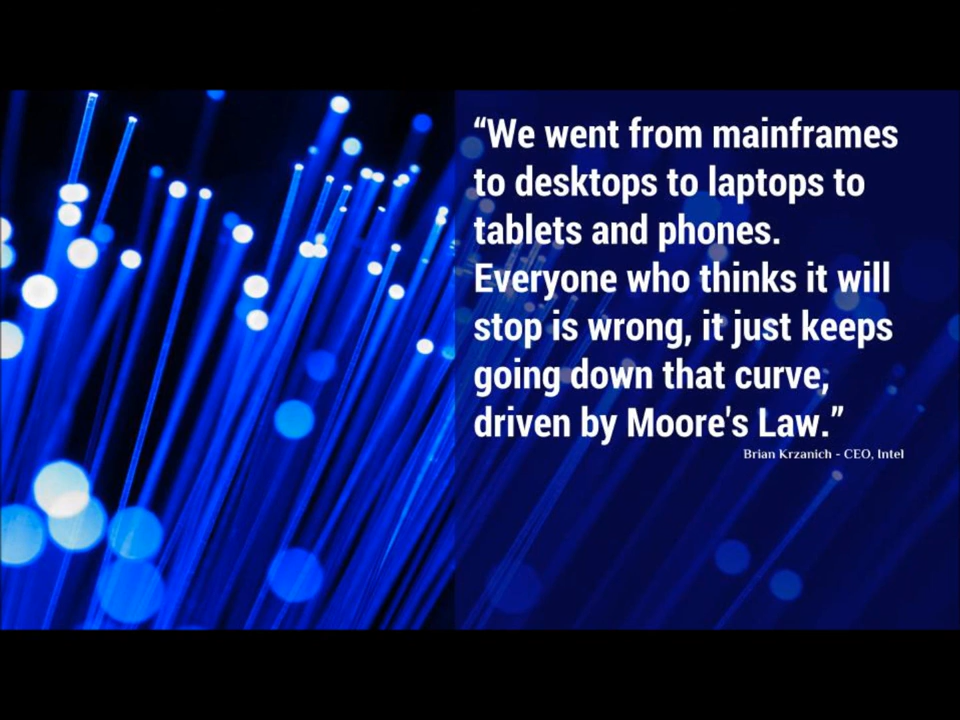 “We went from mainframes
to desktops to laptops to
tablets and phones.
Everyone who thinks it will
stop is wrong, it just keeps
going down that curve,
driven by Moore's Law.”
Brian Krzanich - CEO, Intel